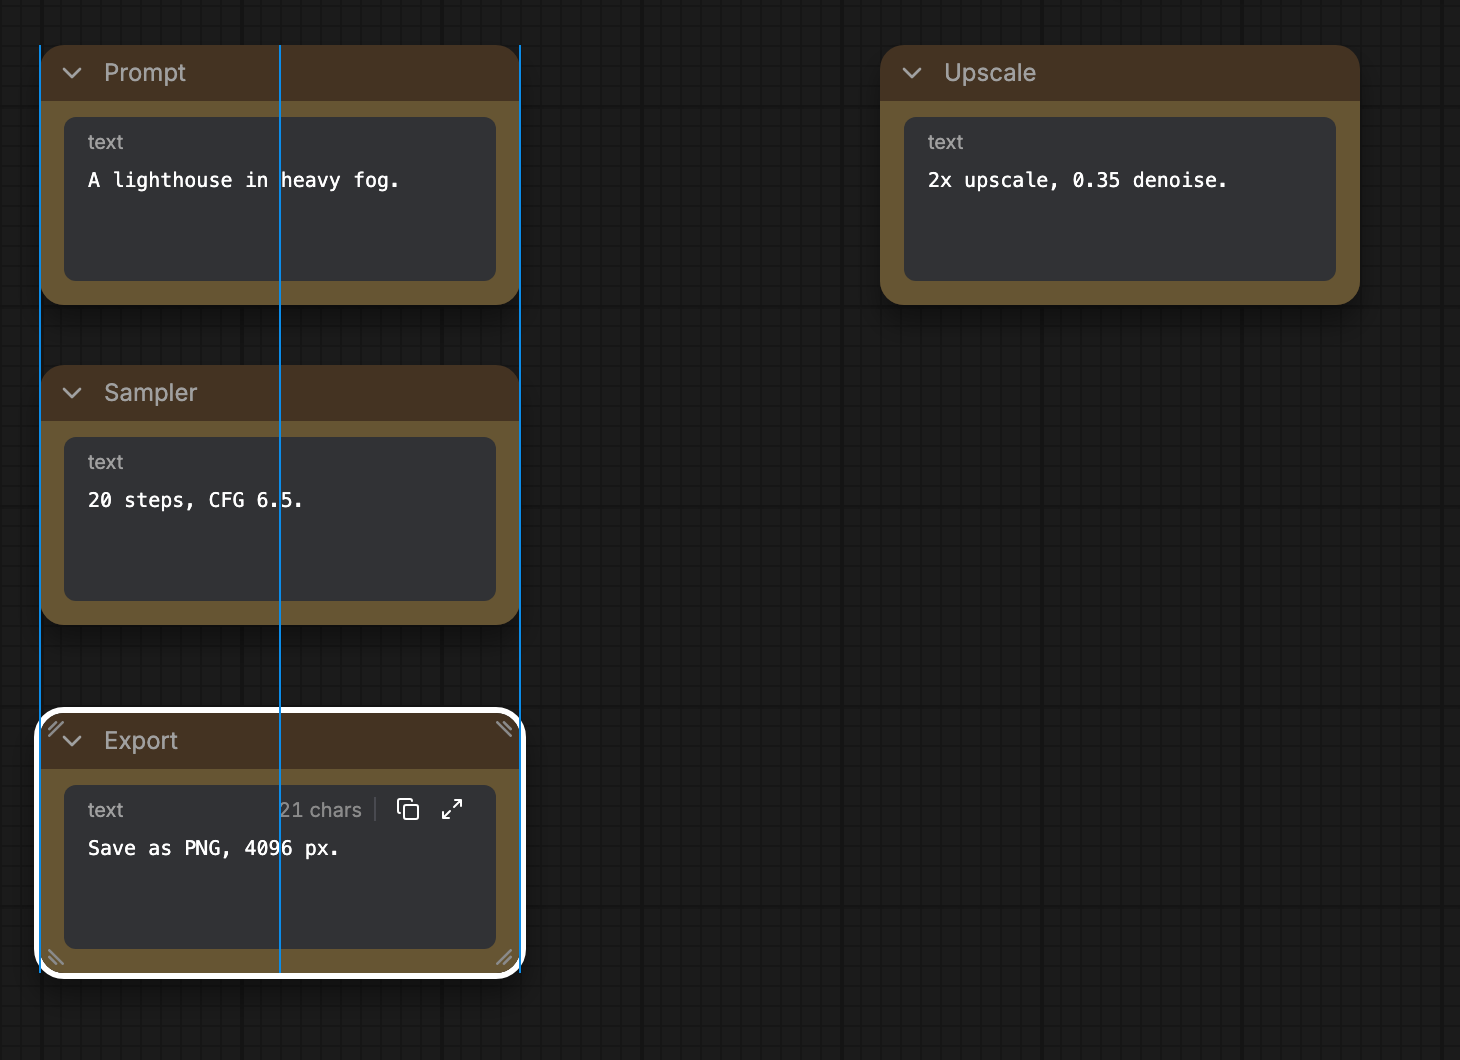 Prompt
text
A lighthouse in heavy fog.
Upscale
text
2x upscale, 0.35 denoise.
Sampler
text
20 steps, CFG 6.5.
Export
text 21 chars
Save as PNG, 4096 px.